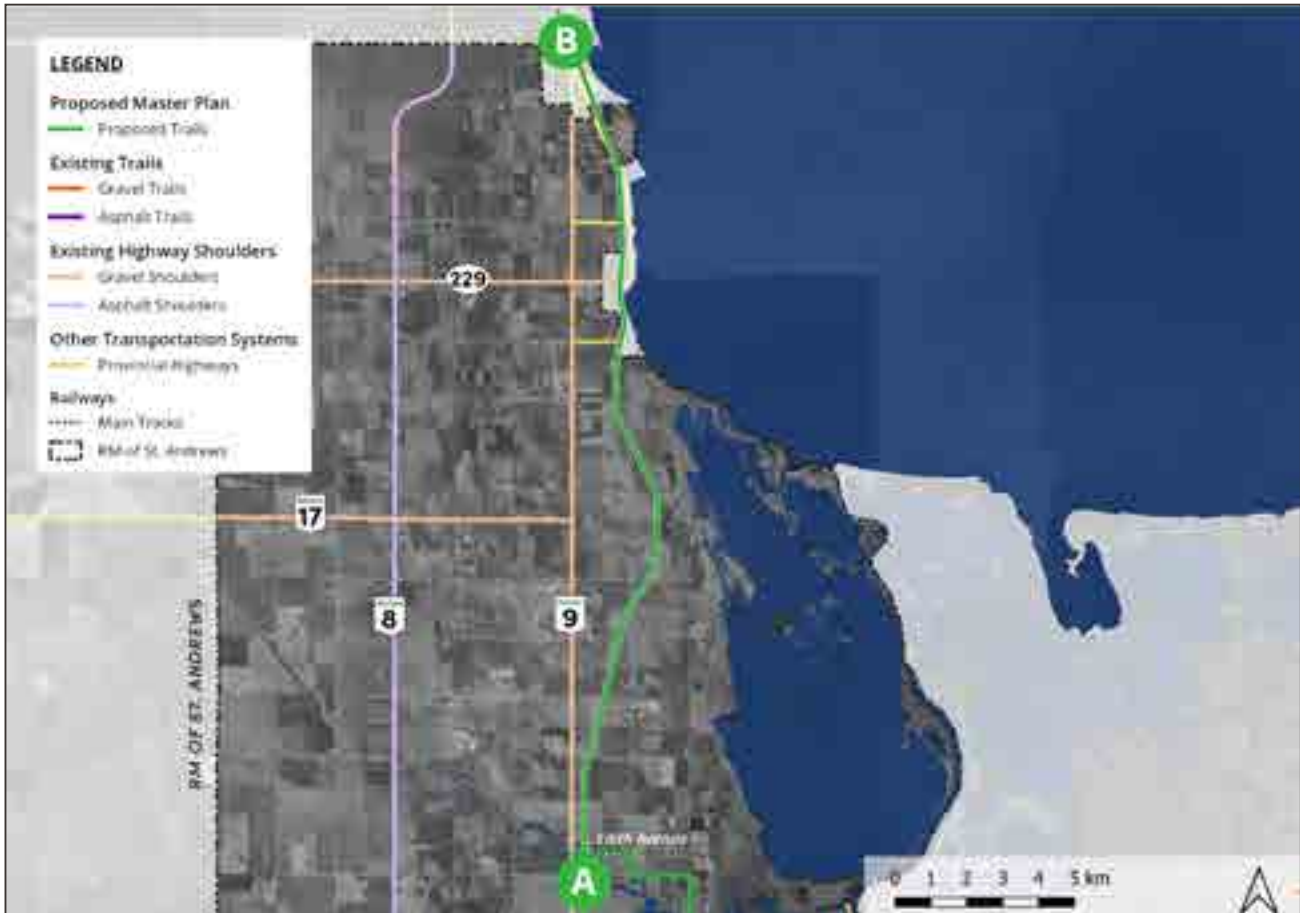 B
LEGEND
Proposed Master Plan
Proposed Trails
Existing Trails
Gravel Trails
Asphalt Trails
Existing Highway Shoulders
Gravel Shoulders
Asphalt Shoulders
Other Transportation Systems
Provincial Highways
Railways
Main Tracks
RM of St. Andrews
229
17
8
9
RM OF ST. ANDREWS
Avenue
A
0 1 2 3 4 5 km